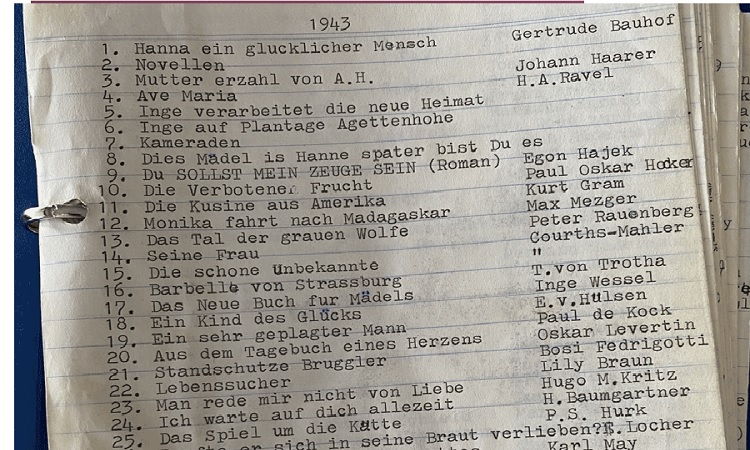 1943
1. Hanna ein glucklicher Mensch Gertrude Bauhof
2. Novellen
3. Mutter erzahl von A.H. Johann Haarer
4. Ave Maria H.A.Ravel
5. Inge verarbeitet die neue Heimat
6. Inge auf Plantage Agettenhohe
7. Kameraden
8. Dies Mädel is Hanne spater bist Du es
9. Du SOLLST MEIN ZEUGE SEIN (Roman) Egon Hajek
10. Die Verbotener Frucht Paul Oskar Hocker
11. Die Kusine aus Amerika Kurt Gram
12. Monika fahrt nach Madagaskar Max Mezger
13. Das Tal der grauen Wolfe Peter Rauenberg
14. Seine Frau Courths-Mahler
15. Die schone Unbekannte "
16. Barbelle von Strassburg T.von Trotha
17. Das Neue Buch fur Mädels Inge Wessel
18. Ein Kind des Glücks E.v.Hulsen
19. Ein sehr geplagter Mann Paul de Kock
20. Aus dem Tagebuch eines Herzens Oskar Levertin
21. Standschutze Bruggler Bosi Fedrigotti
22. Lebenssucher Lily Braun
23. Man rede mir nicht von Liebe Hugo M.Kritz
24. Ich warte auf dich allezeit H.Baumgartner
25. Das Spiel um die Katte P.S. Hurk
er sich in seine Braut verlieben?R.Locher
Karl May